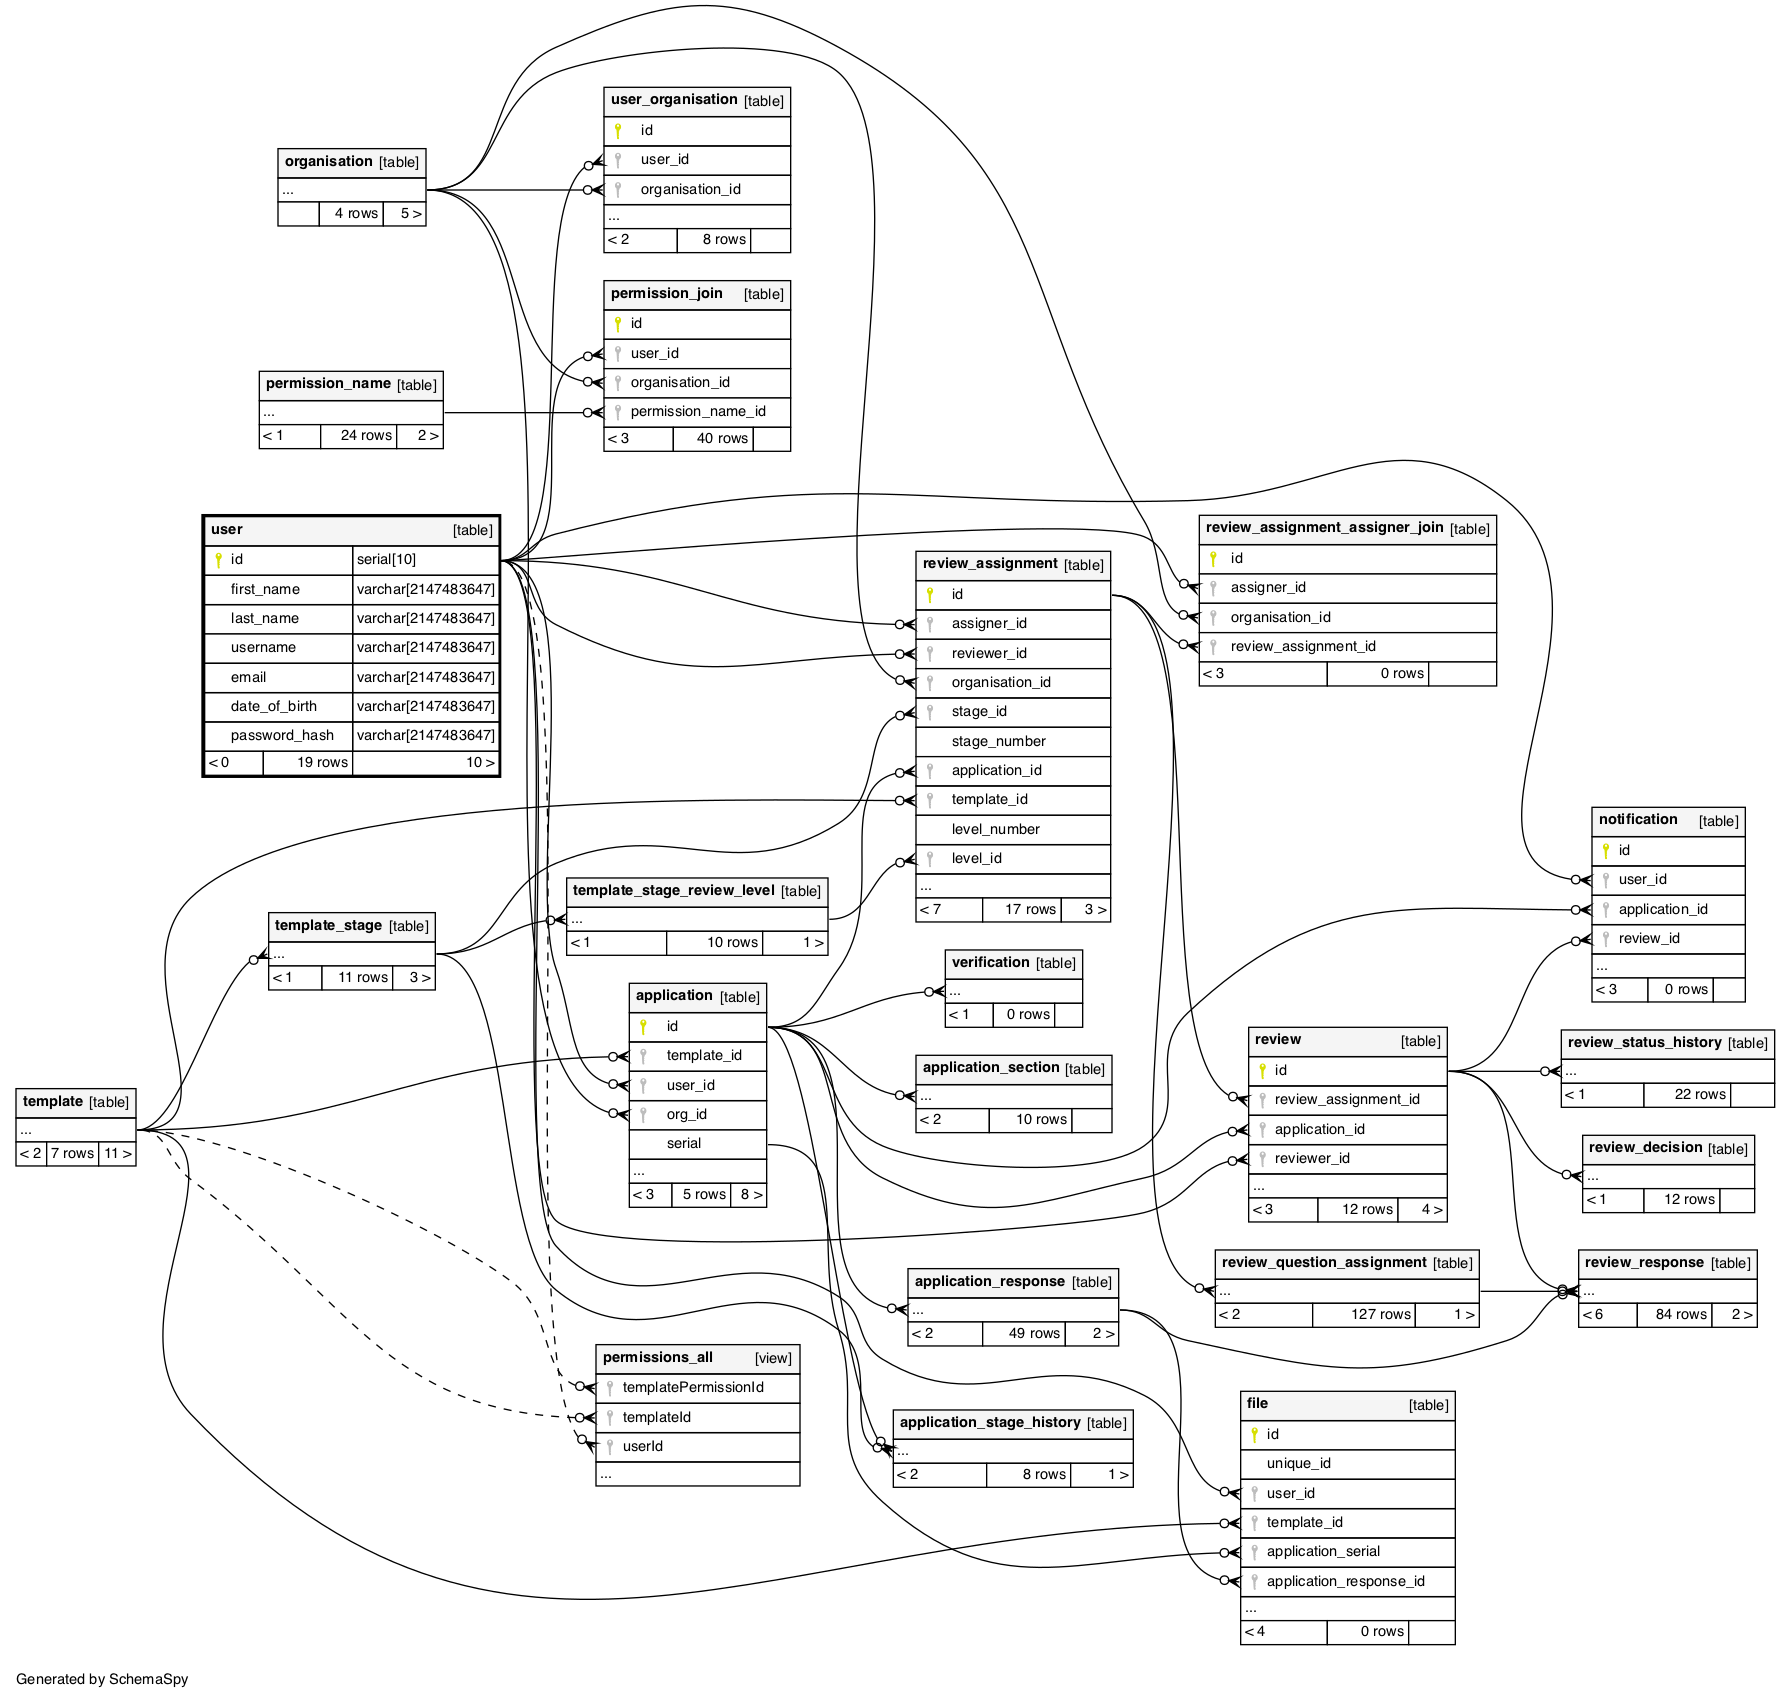 user_organisation [table]
id
user_id
organisation_id
...
< 2 8 rows
organisation [table]
...
4 rows 5 >
permission_join [table]
id
user_id
organisation_id
permission_name_id
< 3 40 rows
permission_name [table]
...
< 1 24 rows 2 >
user [table]
id serial[10]
first_name varchar[2147483647]
last_name varchar[2147483647]
username varchar[2147483647]
email varchar[2147483647]
date_of_birth varchar[2147483647]
password_hash varchar[2147483647]
< 0 19 rows 10 >
review_assignment [table]
id
assigner_id
reviewer_id
organisation_id
stage_id
stage_number
application_id
template_id
level_number
level_id
...
< 7 17 rows 3 >
review_assignment_assigner_join [table]
id
assigner_id
organisation_id
review_assignment_id
< 3 0 rows
notification [table]
id
user_id
application_id
review_id
...
< 3 0 rows
template_stage_review_level [table]
...
< 1 10 rows 1 >
template_stage [table]
...
< 1 11 rows 3 >
verification [table]
...
< 1 0 rows
application [table]
id
template_id
user_id
org_id
serial
...
< 3 5 rows 8 >
application_section [table]
...
< 2 10 rows
review [table]
id
review_assignment_id
application_id
reviewer_id
...
< 3 12 rows 4 >
review_status_history [table]
...
< 1 22 rows
template [table]
...
< 2 7 rows 11 >
review_decision [table]
...
< 1 12 rows
review_question_assignment [table]
...
< 2 127 rows 1 >
review_response [table]
...
< 6 84 rows 2 >
application_response [table]
...
< 2 49 rows 2 >
permissions_all [view]
templatePermissionId
templateId
userId
...
application_stage_history [table]
...
< 2 8 rows 1 >
file [table]
id
unique_id
user_id
template_id
application_serial
application_response_id
...
< 4 0 rows
Generated by SchemaSpy